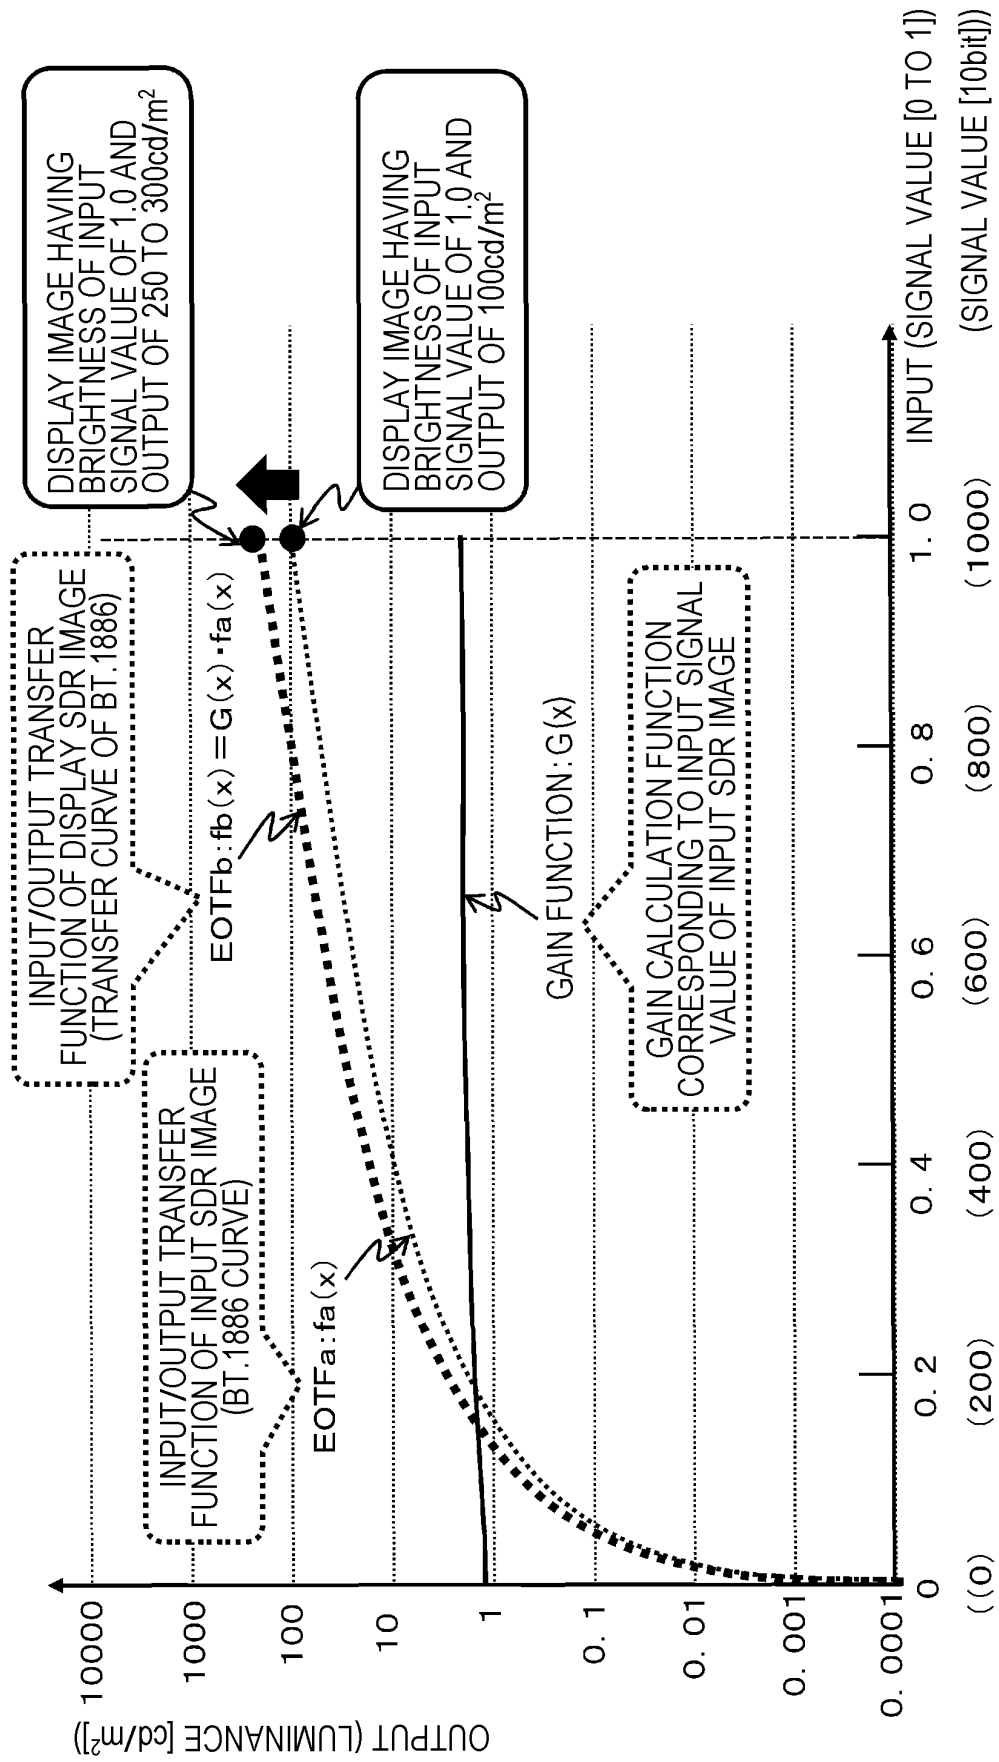 INPUT/OUTPUT TRANSFER
FUNCTION OF DISPLAY SDR IMAGE
(TRANSFER CURVE OF BT.1886)
DISPLAY IMAGE HAVING
BRIGHTNESS OF INPUT
SIGNAL VALUE OF 1.0 AND
OUTPUT OF 250 TO 300cd/m2
INPUT/OUTPUT TRANSFER
FUNCTION OF INPUT SDR IMAGE
(BT.1886 CURVE)
EOTFb:fb(x)=G(x)·fa(x)
EOTFa:fa(x)
DISPLAY IMAGE HAVING
BRIGHTNESS OF INPUT
SIGNAL VALUE OF 1.0 AND
OUTPUT OF 100cd/m2
GAIN FUNCTION:G(x)
GAIN CALCULATION FUNCTION
CORRESPONDING TO INPUT SIGNAL
VALUE OF INPUT SDR IMAGE
OUTPUT (LUMINANCE [cd/m2])
10000
1000
100
10
1
0.1
0.01
0.001
0.0001
0 0.2 0.4 0.6 0.8 1.0 INPUT (SIGNAL VALUE [0 TO 1]
((0) (200) (400) (600) (800) (1000) (SIGNAL VALUE [10bit]))